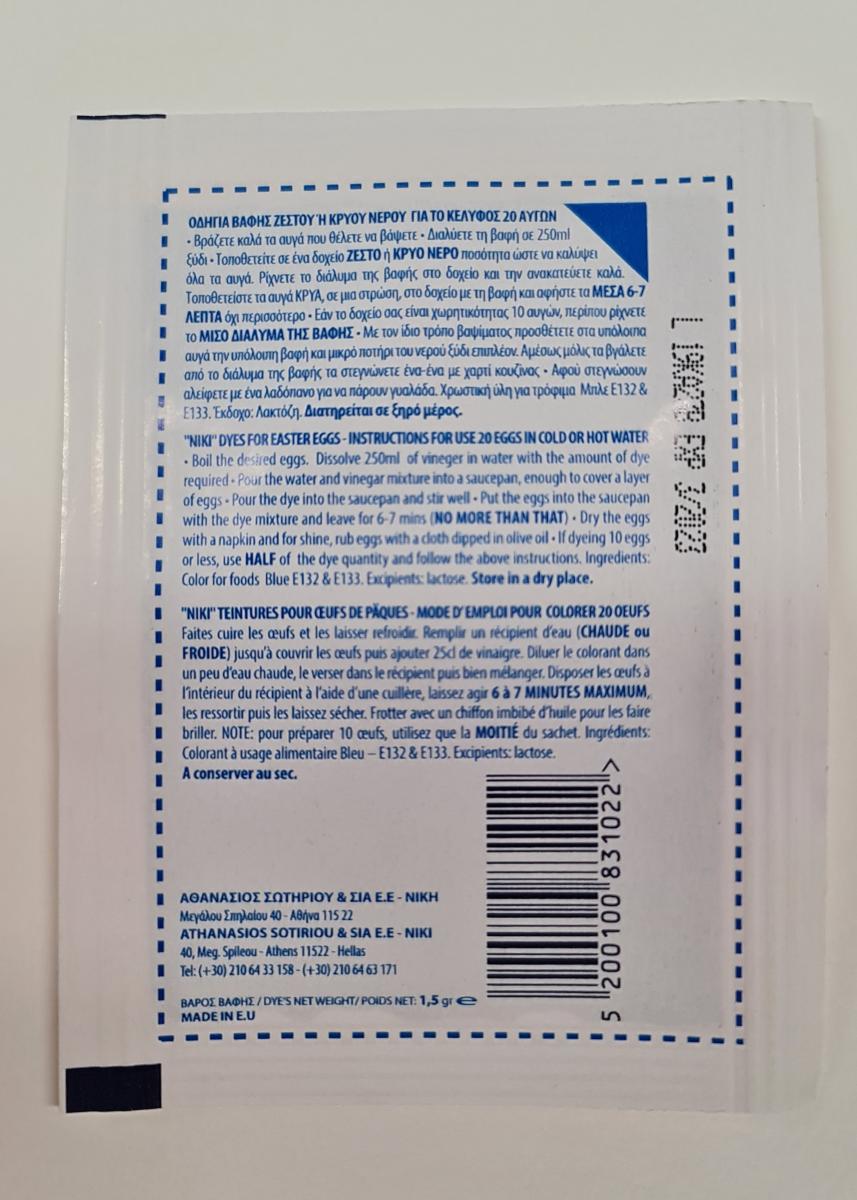 ΟΔΗΓΙΑ ΒΑΦΗΣ ΖΕΣΤΟΥ Ή ΚΡΥΟΥ ΝΕΡΟΥ ΓΙΑ ΤΟ ΚΕΛΥΦΟΣ 20 ΑΥΓΩΝ
• Βράζετε καλά τα αυγά που θέλετε να βάψετε • Διαλύετε τη βαφή σε 250ml
ξύδι • Τοποθετείτε σε ένα δοχείο ΖΕΣΤΟ ή ΚΡΥΟ ΝΕΡΟ ποσότητα ώστε να καλύψει
όλα τα αυγά. Ρίχνετε το διάλυμα της βαφής στο δοχείο και την ανακατεύετε καλά.
Τοποθετείστε τα αυγά ΚΡΥΑ, σε μια στρώση, στο δοχείο με τη βαφή και αφήστε τα ΜΕΣΑ 6-7
ΛΕΠΤΑ όχι περισσότερο • Εάν το δοχείο σας είναι χωρητικότητας 10 αυγών, περίπου ρίχνετε
το ΜΙΣΟ ΔΙΑΛΥΜΑ ΤΗΣ ΒΑΦΗΣ • Με τον ίδιο τρόπο βαψίματος προσθέτετε στα υπόλοιπα
αυγά την υπόλοιπη βαφή και μικρό ποτήρι του νερού ξύδι επιπλέον. Αμέσως μόλις τα βγάλετε
από το διάλυμα της βαφής τα στεγνώνετε ένα-ένα με χαρτί κουζίνας • Αφού στεγνώσουν
αλείφετε με ένα λαδόπανο για να πάρουν γυαλάδα. Χρωστική ύλη για τρόφιμα Μπλε E132 &
E133. Έκδοχο: Λακτόζη. Διατηρείται σε ξηρό μέρος.
"NIKI" DYES FOR EASTER EGGS - INSTRUCTIONS FOR USE 20 EGGS IN COLD OR HOT WATER
• Boil the desired eggs. Dissolve 250ml of vineger in water with the amount of dye
required • Pour the water and vinegar mixture into a saucepan, enough to cover a layer
of eggs • Pour the dye into the saucepan and stir well • Put the eggs into the saucepan
with the dye mixture and leave for 6-7 mins (NO MORE THAN THAT) • Dry the eggs
with a napkin and for shine, rub eggs with a cloth dipped in olive oil • If dyeing 10 eggs
or less, use HALF of the dye quantity and follow the above instructions. Ingredients:
Color for foods Blue E132 & E133. Excipients: lactose. Store in a dry place.
"NIKI" TEINTURES POUR ŒUFS DE PÂQUES - MODE D'EMPLOI POUR COLORER 20 OEUFS
Faites cuire les œufs et les laisser refroidir. Remplir un récipient d'eau (CHAUDE ou
FROIDE) jusqu'à couvrir les œufs puis ajouter 25cl de vinaigre. Diluer le colorant dans
un peu d'eau chaude, le verser dans le récipient puis bien mélanger. Disposer les œufs à
l'intérieur du récipient à l'aide d'une cuillère, laissez agir 6 à 7 MINUTES MAXIMUM,
les ressortir puis les laissez sécher. Frotter avec un chiffon imbibé d'huile pour les faire
briller. NOTE: pour préparer 10 œufs, utilisez que la MOITIÉ du sachet. Ingrédients:
Colorant à usage alimentaire Bleu – E132 & E133. Excipients: lactose.
A conserver au sec.
ΑΘΑΝΑΣΙΟΣ ΣΩΤΗΡΙΟΥ & ΣΙΑ Ε.Ε - ΝΙΚΗ
Μεγάλου Σπηλαίου 40 - Αθήνα 115 22
ATHANASIOS SOTIRIOU & SIA E.E - NIKI
40, Meg. Spileou - Athens 11522 - Hellas
Tel: (+30) 210 64 33 158 - (+30) 210 64 63 171
ΒΑΡΟΣ ΒΑΦΗΣ / DYE'S NET WEIGHT/ POIDS NET: 1,5 gr ℮
MADE IN E.U
5 200100 831022 >